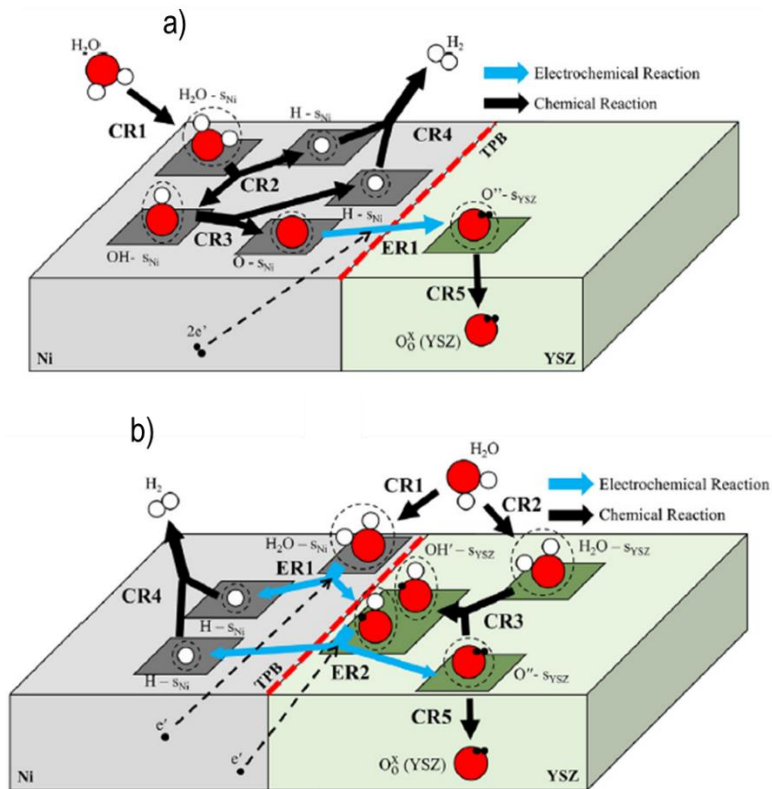 a)
H₂O
H₂
Electrochemical Reaction
Chemical Reaction
H₂O - s_Ni
H - s_Ni
CR1
CR4
TPB
CR2
O'' - s_YSZ
CR3
H - s_Ni
ER1
OH - s_Ni
O - s_Ni
CR5
2e'
O_O^X (YSZ)
Ni
YSZ
b)
H₂O
H₂
CR1
CR2
Electrochemical Reaction
Chemical Reaction
H₂O – s_Ni
OH' – s_YSZ
H₂O – s_YSZ
ER1
CR4
CR3
H – s_Ni
TPB
ER2
H – s_Ni
O'' - s_YSZ
CR5
e'
e'
O_O^X (YSZ)
Ni
YSZ